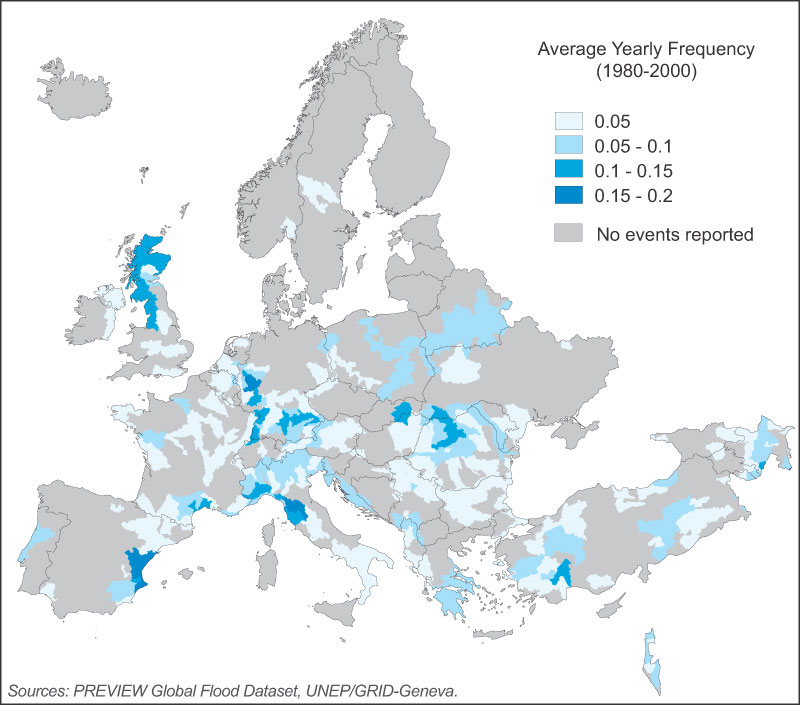 Average Yearly Frequency
(1980-2000)
0.05
0.05 - 0.1
0.1 - 0.15
0.15 - 0.2
No events reported
Sources: PREVIEW Global Flood Dataset, UNEP/GRID-Geneva.